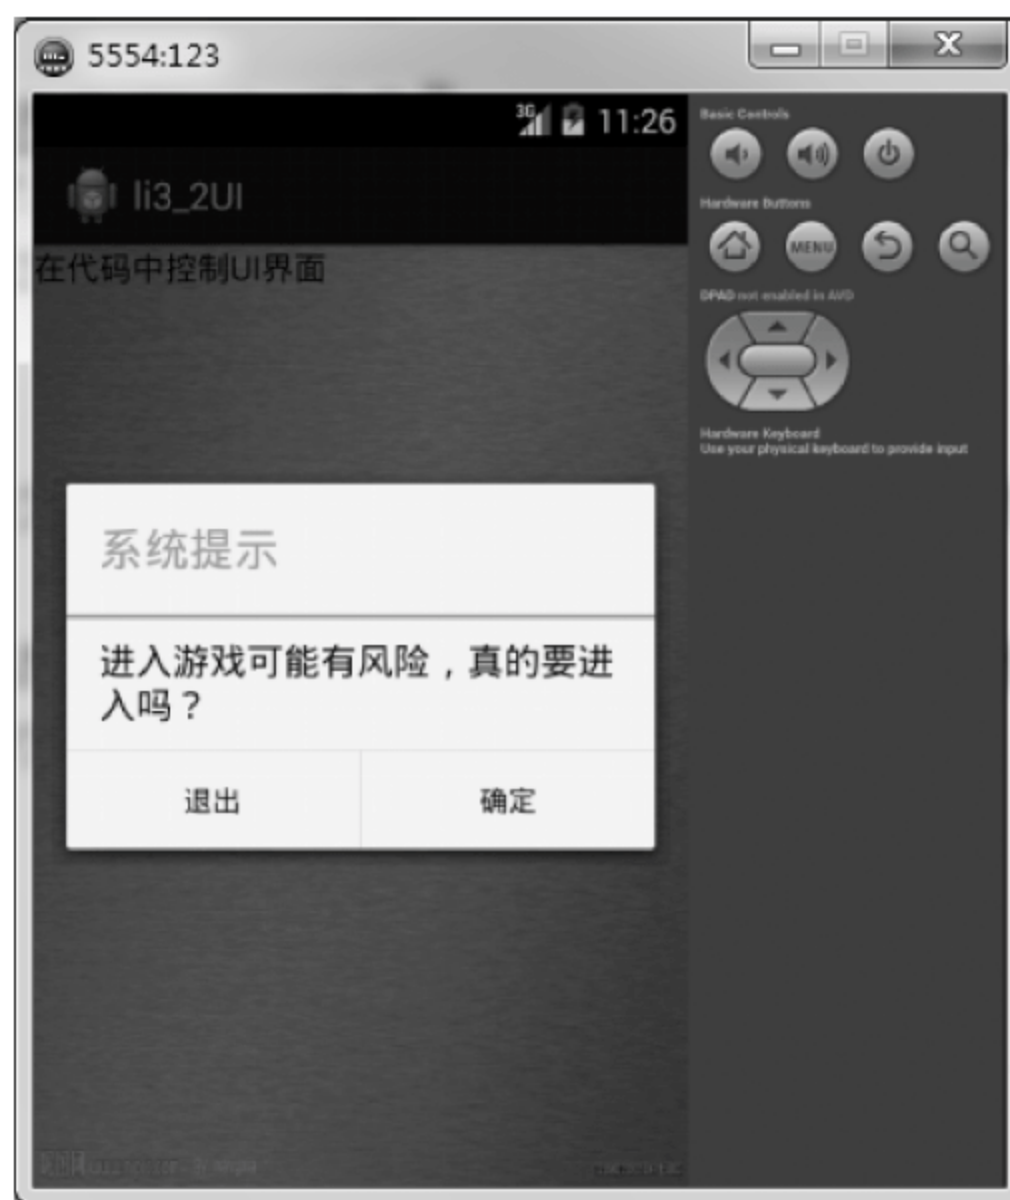 5554:123
3G 11:26
Basic Controls
li3_2UI
MENU
Hardware Buttons
在代码中控制UI界面
DPAD not enabled in AVD
Hardware Keyboard
Use your physical keyboard to provide input
系统提示
进入游戏可能有风险，真的要进
入吗？
退出
确定